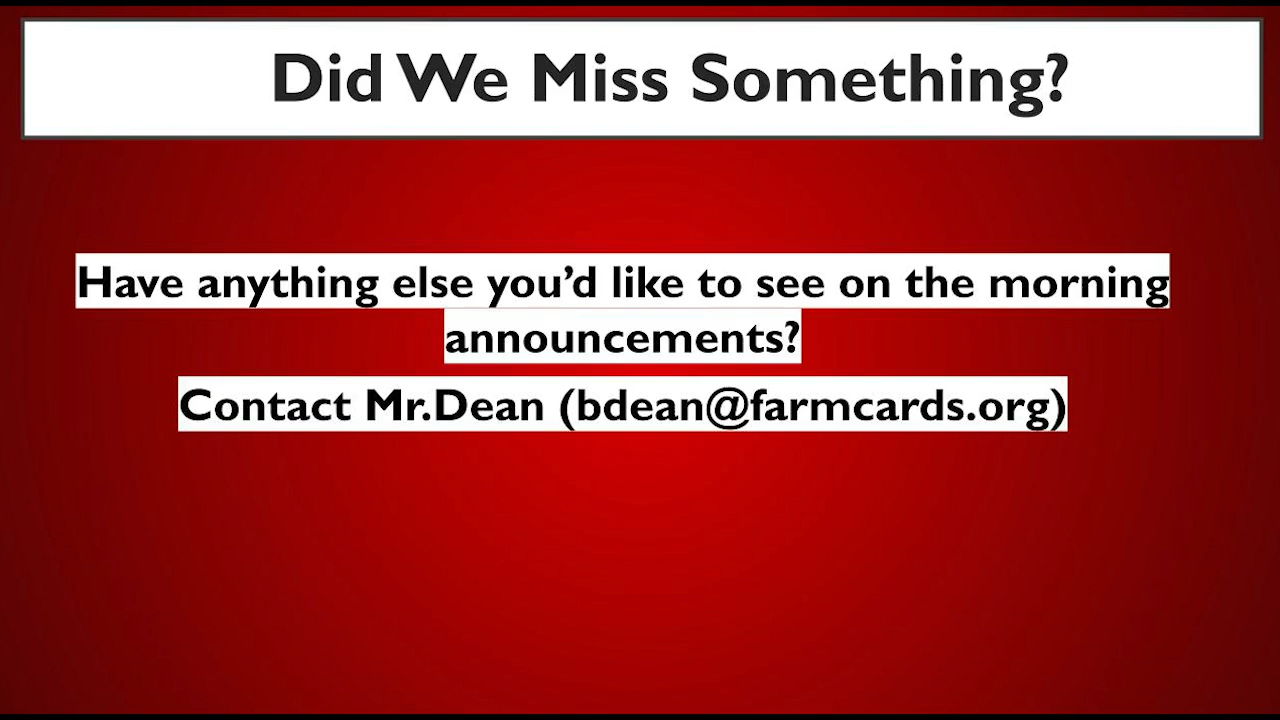 Did We Miss Something?
Have anything else you’d like to see on the morning
announcements?
Contact Mr.Dean (bdean@farmcards.org)